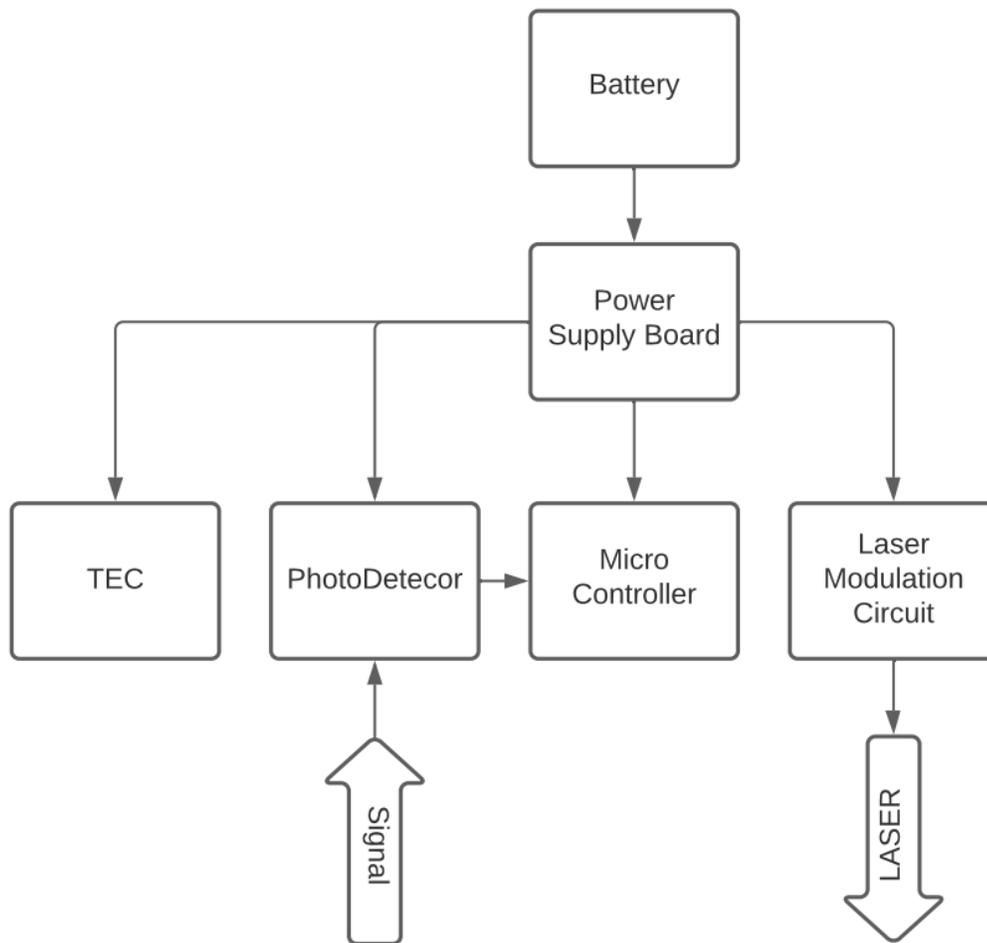 Battery
Power
Supply Board
TEC
PhotoDetecor
Micro
Controller
Laser
Modulation
Circuit
Signal
LASER